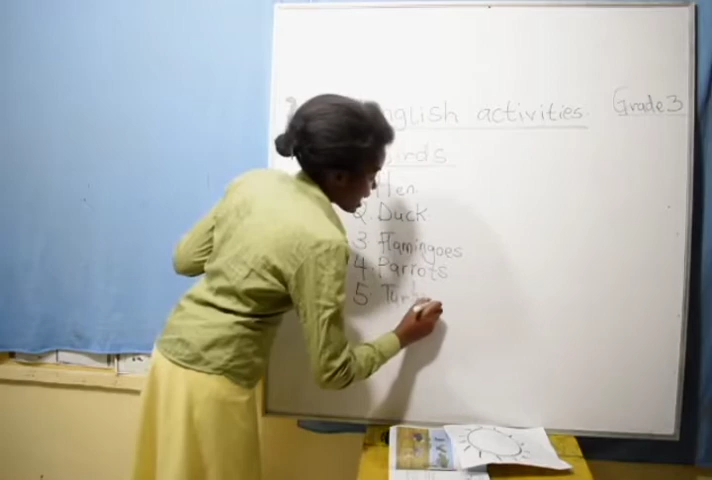 English activities. Grade 3
Birds
Hen.
2. Duck.
3 Flamingoes
4. Parrots
5. Tur